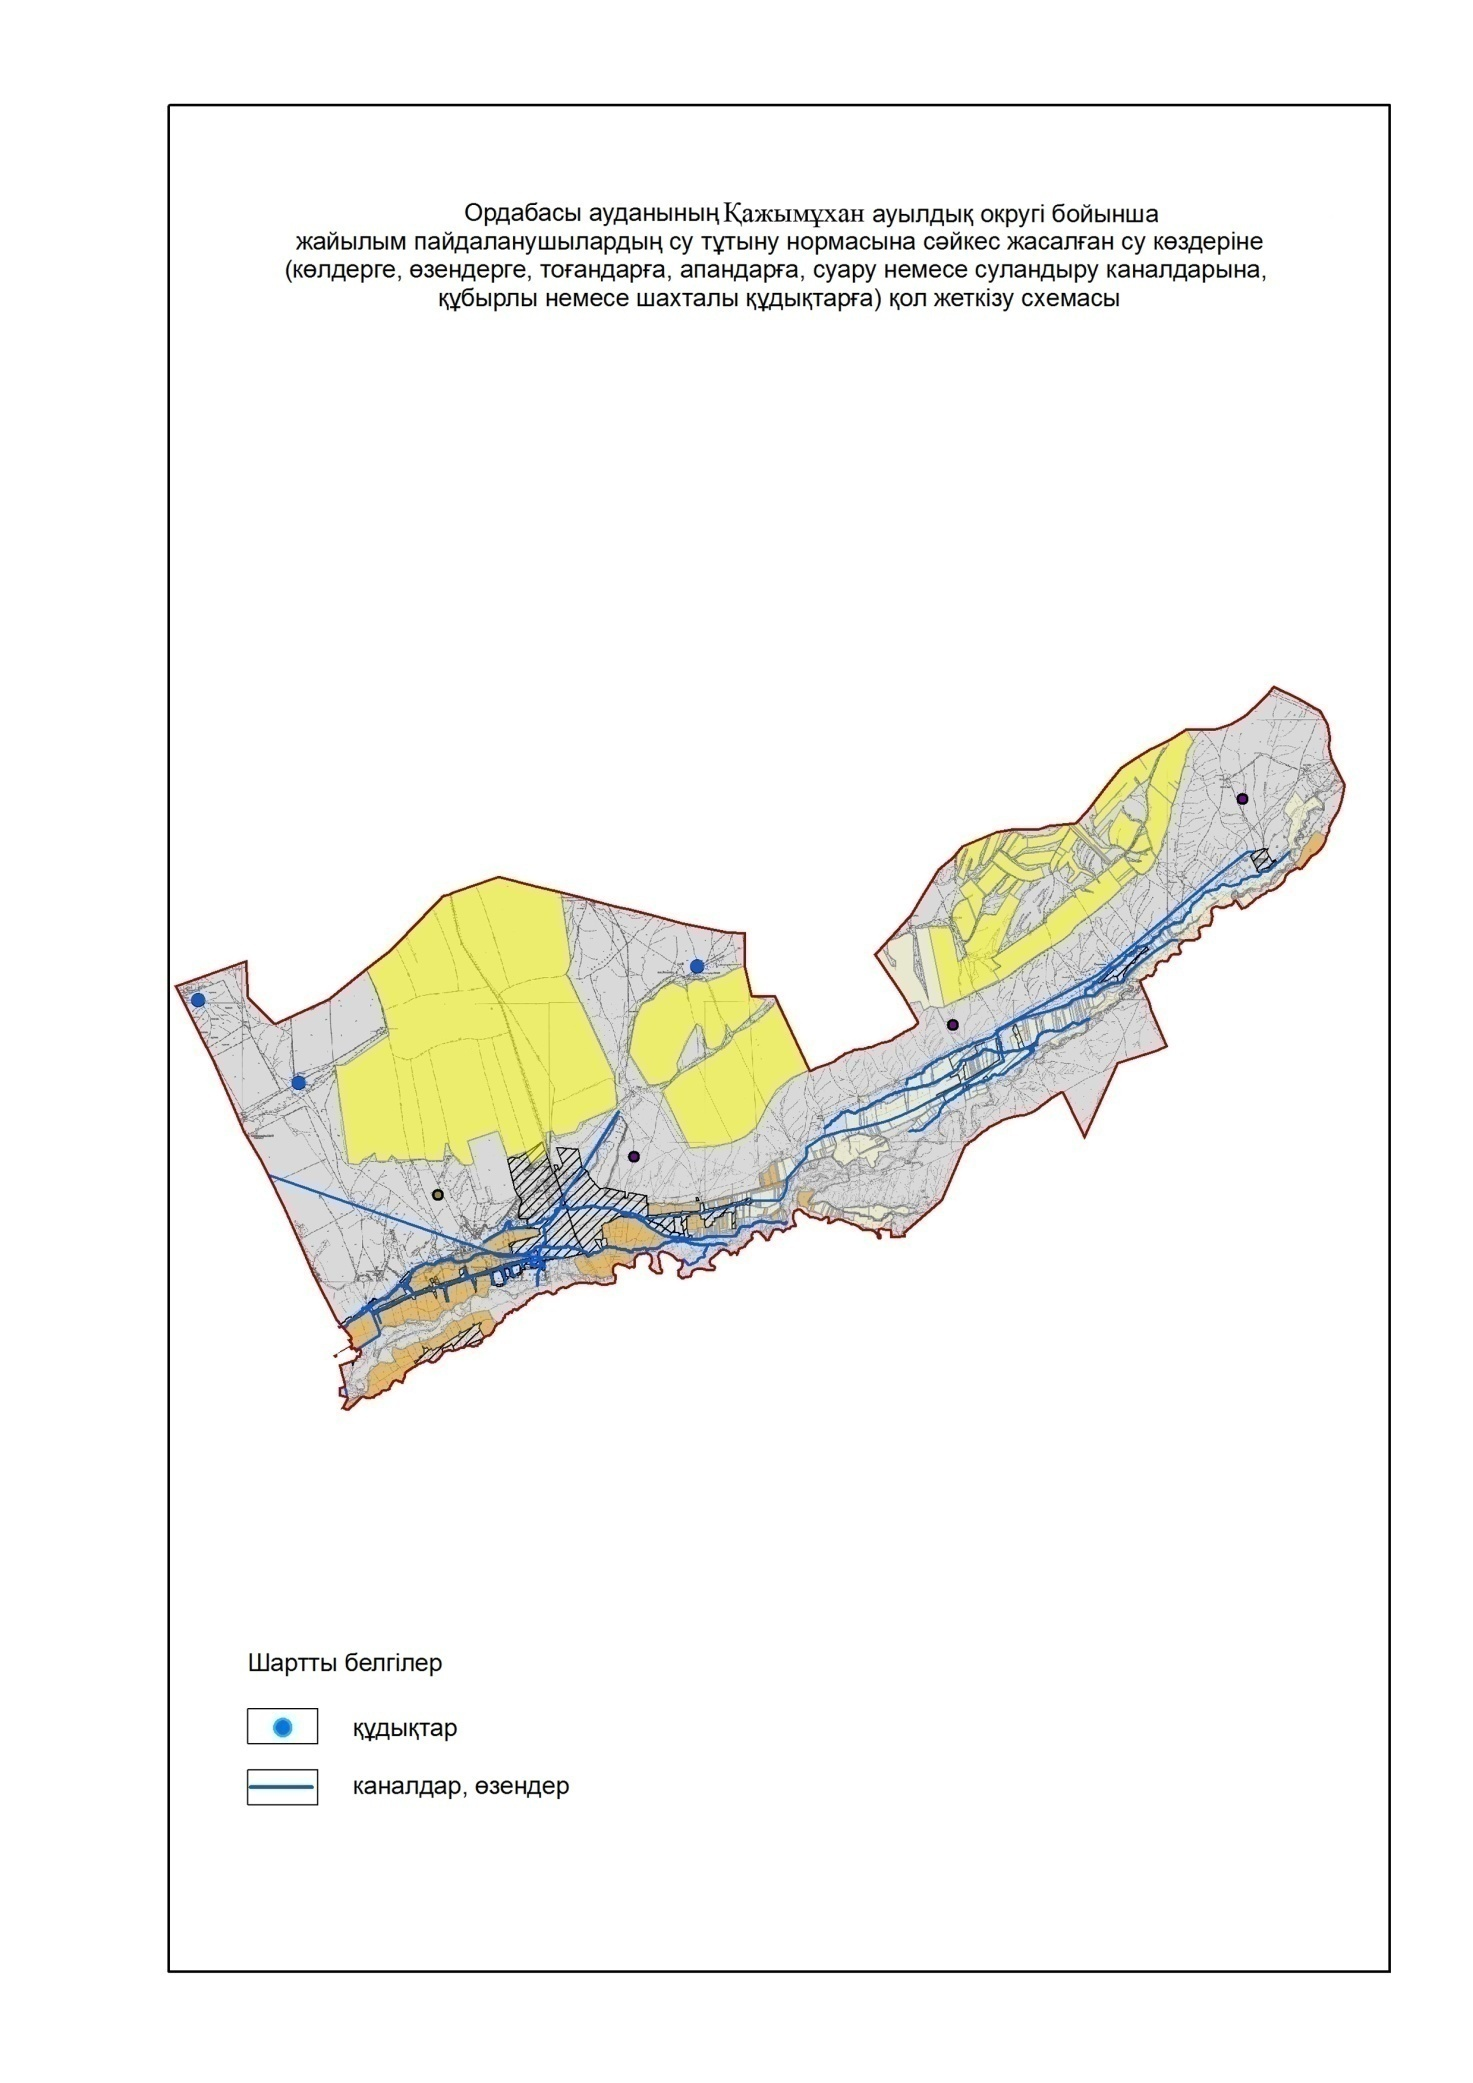 Ордабасы ауданының Қажымұхан ауылдық округі бойынша
жайылым пайдаланушылардың су тұтыну нормасына сәйкес жасалған су көздеріне
(көлдерге, өзендерге, тоғандарға, апандарға, суару немесе суландыру каналдарына,
құбырлы немесе шахталы құдықтарға) қол жеткізу схемасы
Шартты белгілер
құдықтар
каналдар, өзендер